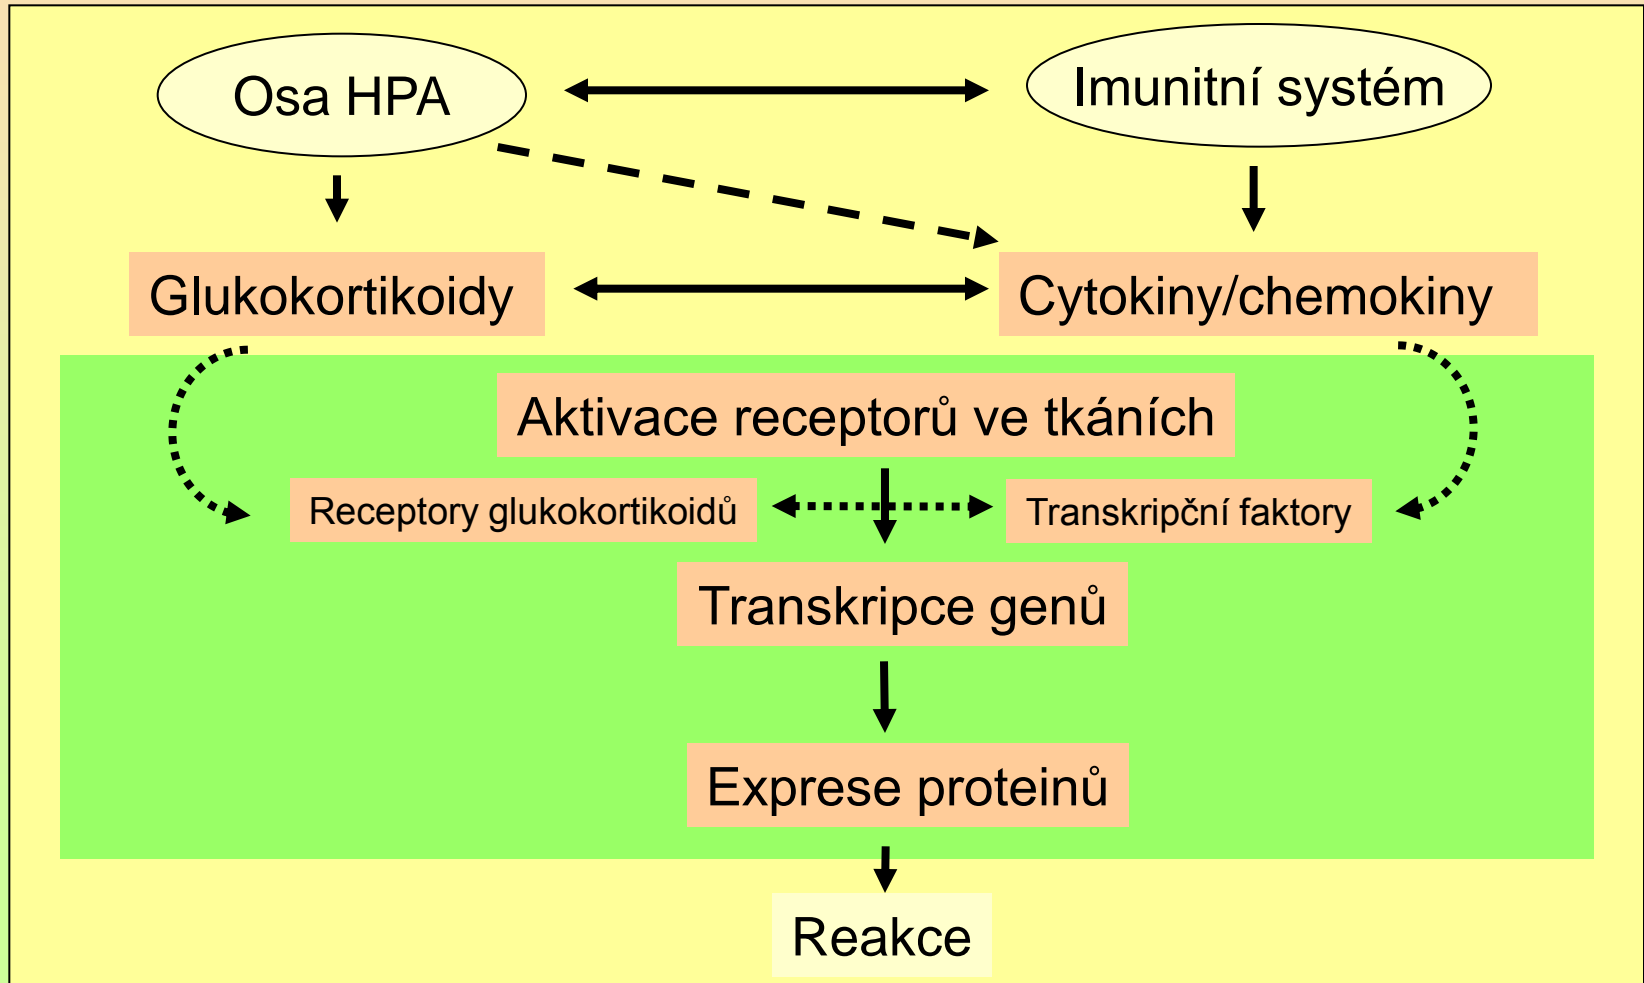 Osa HPA
Imunitní systém
Glukokortikoidy
Cytokiny/chemokiny
Aktivace receptorů ve tkáních
Receptory glukokortikoidů
Transkripční faktory
Transkripce genů
Exprese proteinů
Reakce